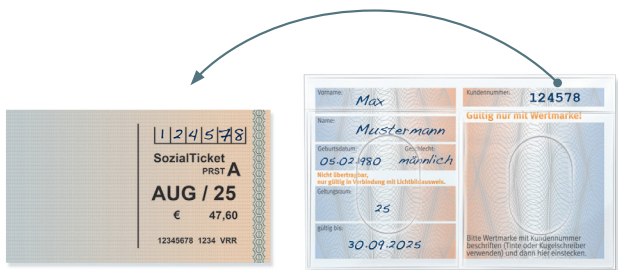 124578
SozialTicket
PRST A
AUG / 25
€ 47,60
12345678 1234 VRR
Vorname:
Max
Kundennummer:
124578
Name:
Mustermann
Gültig nur mit Wertmarke!
Geburtsdatum: Geschlecht:
05.02.1980 männlich
Nicht übertragbar,
nur gültig in Verbindung mit Lichtbildausweis.
Geltungsraum:
25
gültig bis:
30.09.2025
Bitte Wertmarke mit Kundennummer
beschriften (Tinte oder Kugelschreiber
verwenden) und dann hier einstecken.